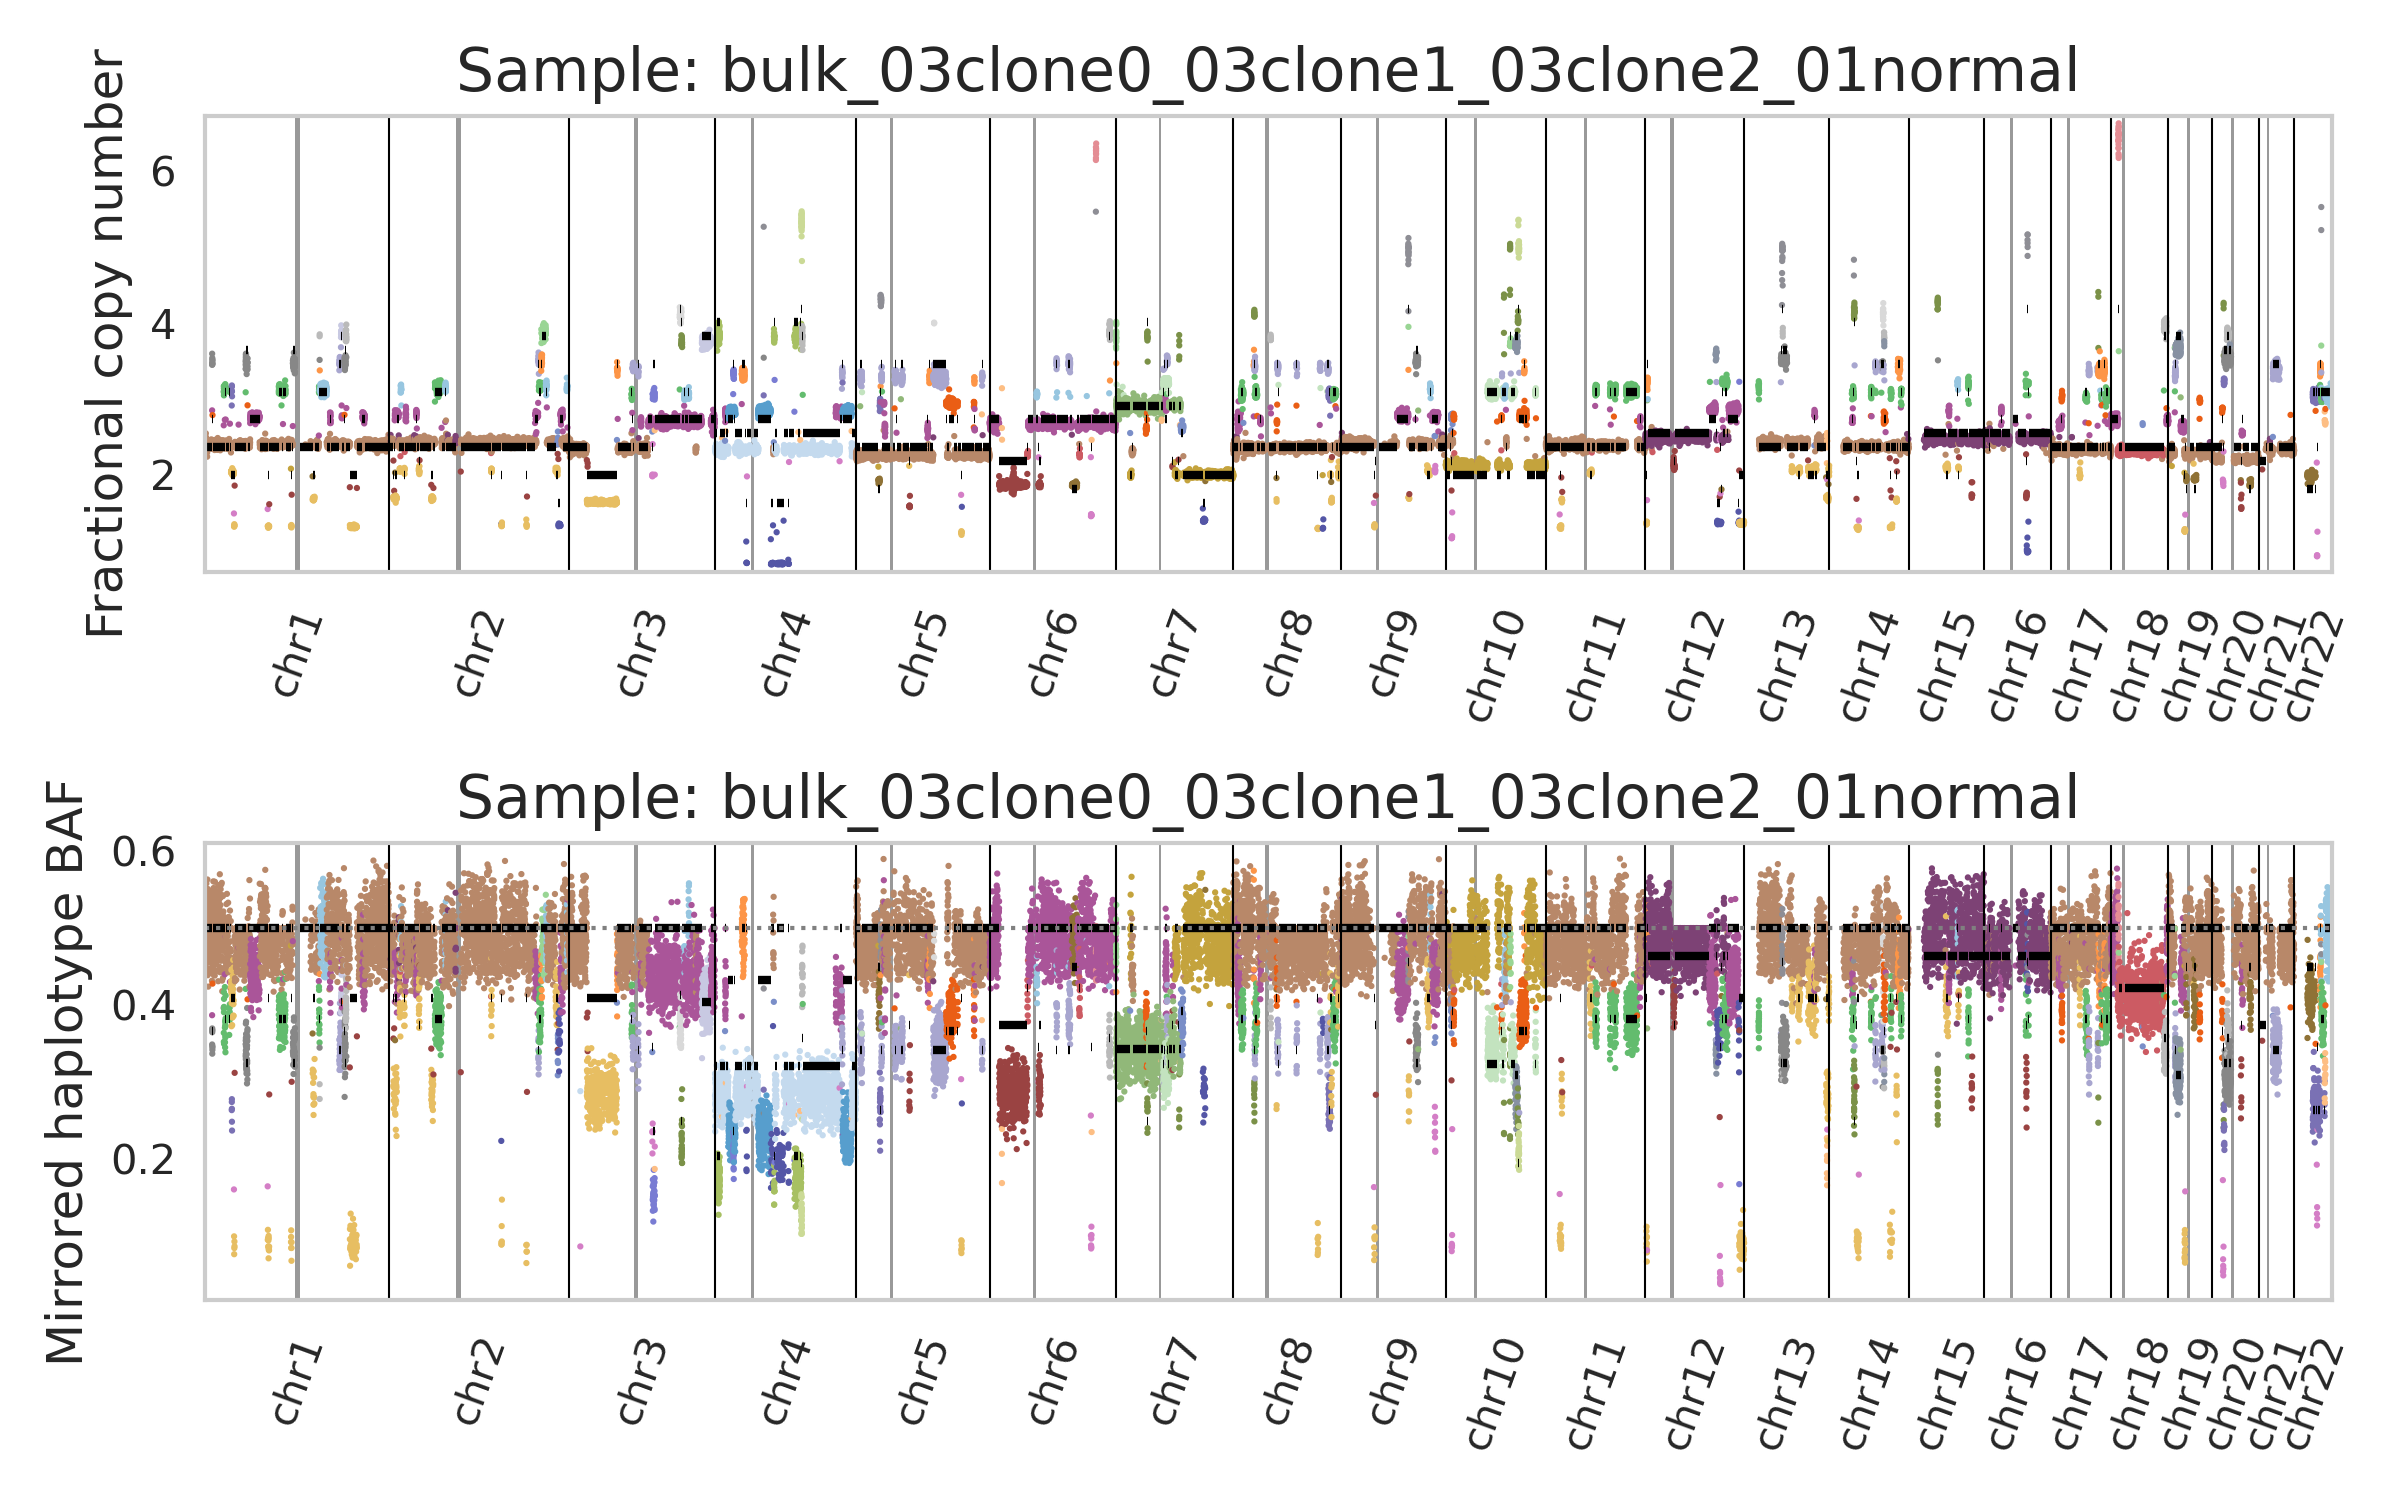 Sample: bulk_03clone0_03clone1_03clone2_01normal
Fractional copy number
6
4
2
chr1 chr2 chr3 chr4 chr5 chr6 chr7 chr8 chr9 chr10 chr11 chr12 chr13 chr14 chr15 chr16 chr17 chr18 chr19 chr20 chr21 chr22
Sample: bulk_03clone0_03clone1_03clone2_01normal
Mirrored haplotype BAF
0.6
0.4
0.2
chr1 chr2 chr3 chr4 chr5 chr6 chr7 chr8 chr9 chr10 chr11 chr12 chr13 chr14 chr15 chr16 chr17 chr18 chr19 chr20 chr21 chr22